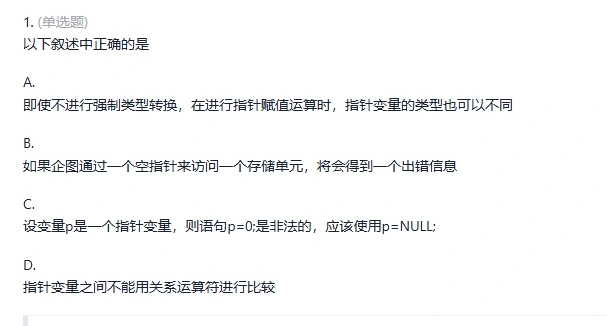 1. (单选题)
以下叙述中正确的是
A.
即使不进行强制类型转换，在进行指针赋值运算时，指针变量的类型也可以不同
B.
如果企图通过一个空指针来访问一个存储单元，将会得到一个出错信息
C.
设变量p是一个指针变量，则语句p=0;是非法的，应该使用p=NULL;
D.
指针变量之间不能用关系运算符进行比较